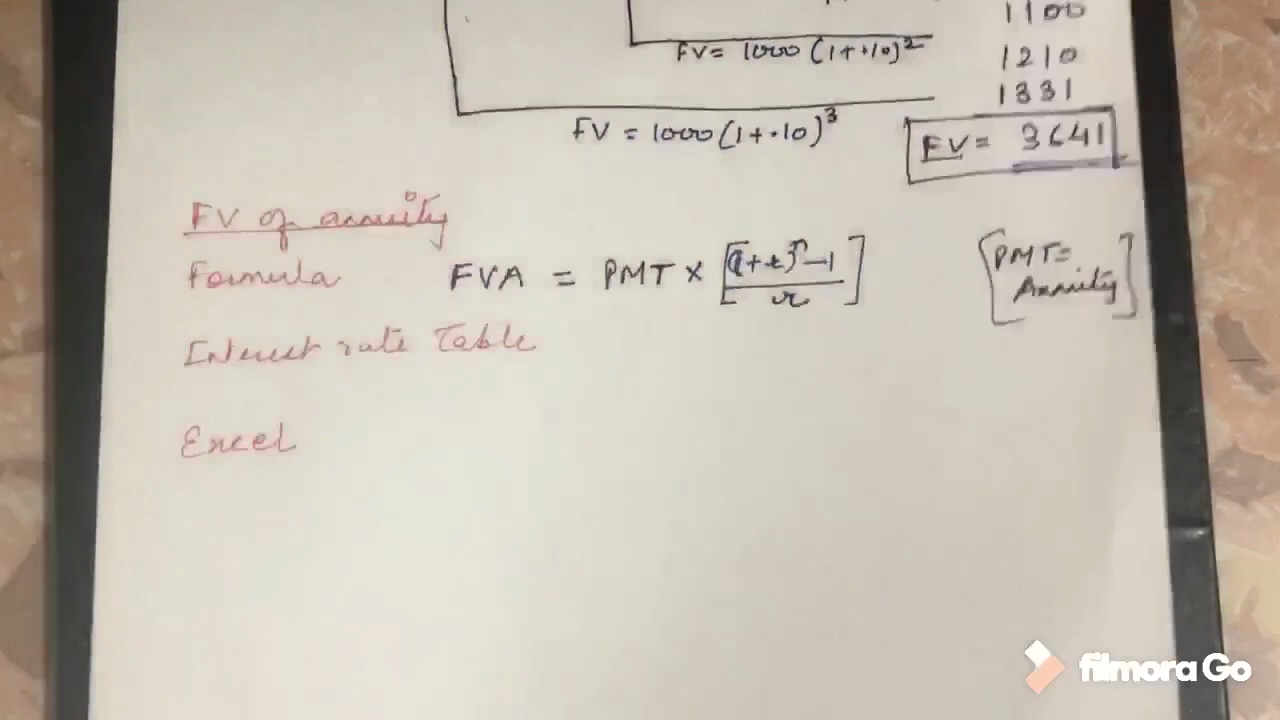 1100
FV = 1000 (1+.10)²
1210
1331
FV = 1000 (1+.10)³
FV = 3641
FV of annuity
Formula FVA = PMT × [(1+r)ⁿ-1 / r]
[PMT = Annuity]
Interest rate Table
Excel
filmora Go